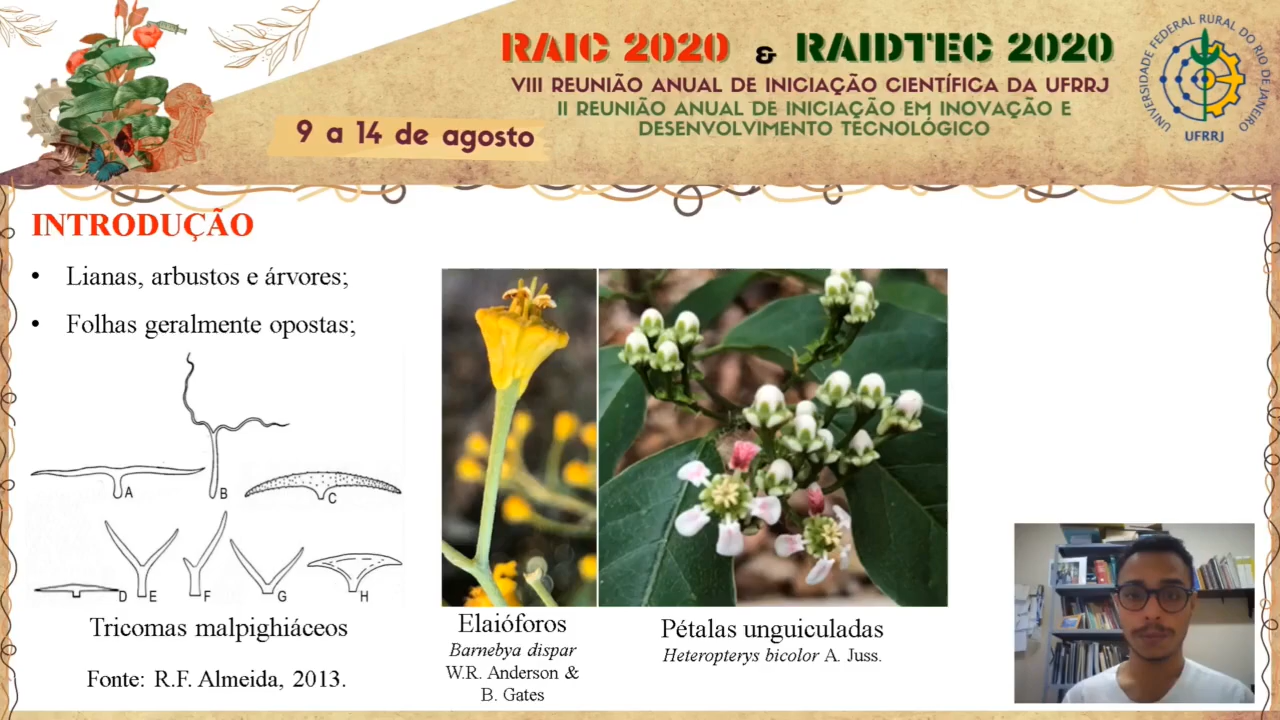 RAIC 2020 & RAIDTEC 2020
VIII REUNIÃO ANUAL DE INICIAÇÃO CIENTÍFICA DA UFRRJ
II REUNIÃO ANUAL DE INICIAÇÃO EM INOVAÇÃO E
DESENVOLVIMENTO TECNOLÓGICO
9 a 14 de agosto
UNIVERSIDADE FEDERAL RURAL DO RIO DE JANEIRO
UFRRJ
INTRODUÇÃO
• Lianas, arbustos e árvores;
• Folhas geralmente opostas;
A B C
D E F G H
Tricomas malpighiáceos
Fonte: R.F. Almeida, 2013.
Elaióforos
Barnebya dispar
W.R. Anderson &
B. Gates
Pétalas unguiculadas
Heteropterys bicolor A. Juss.